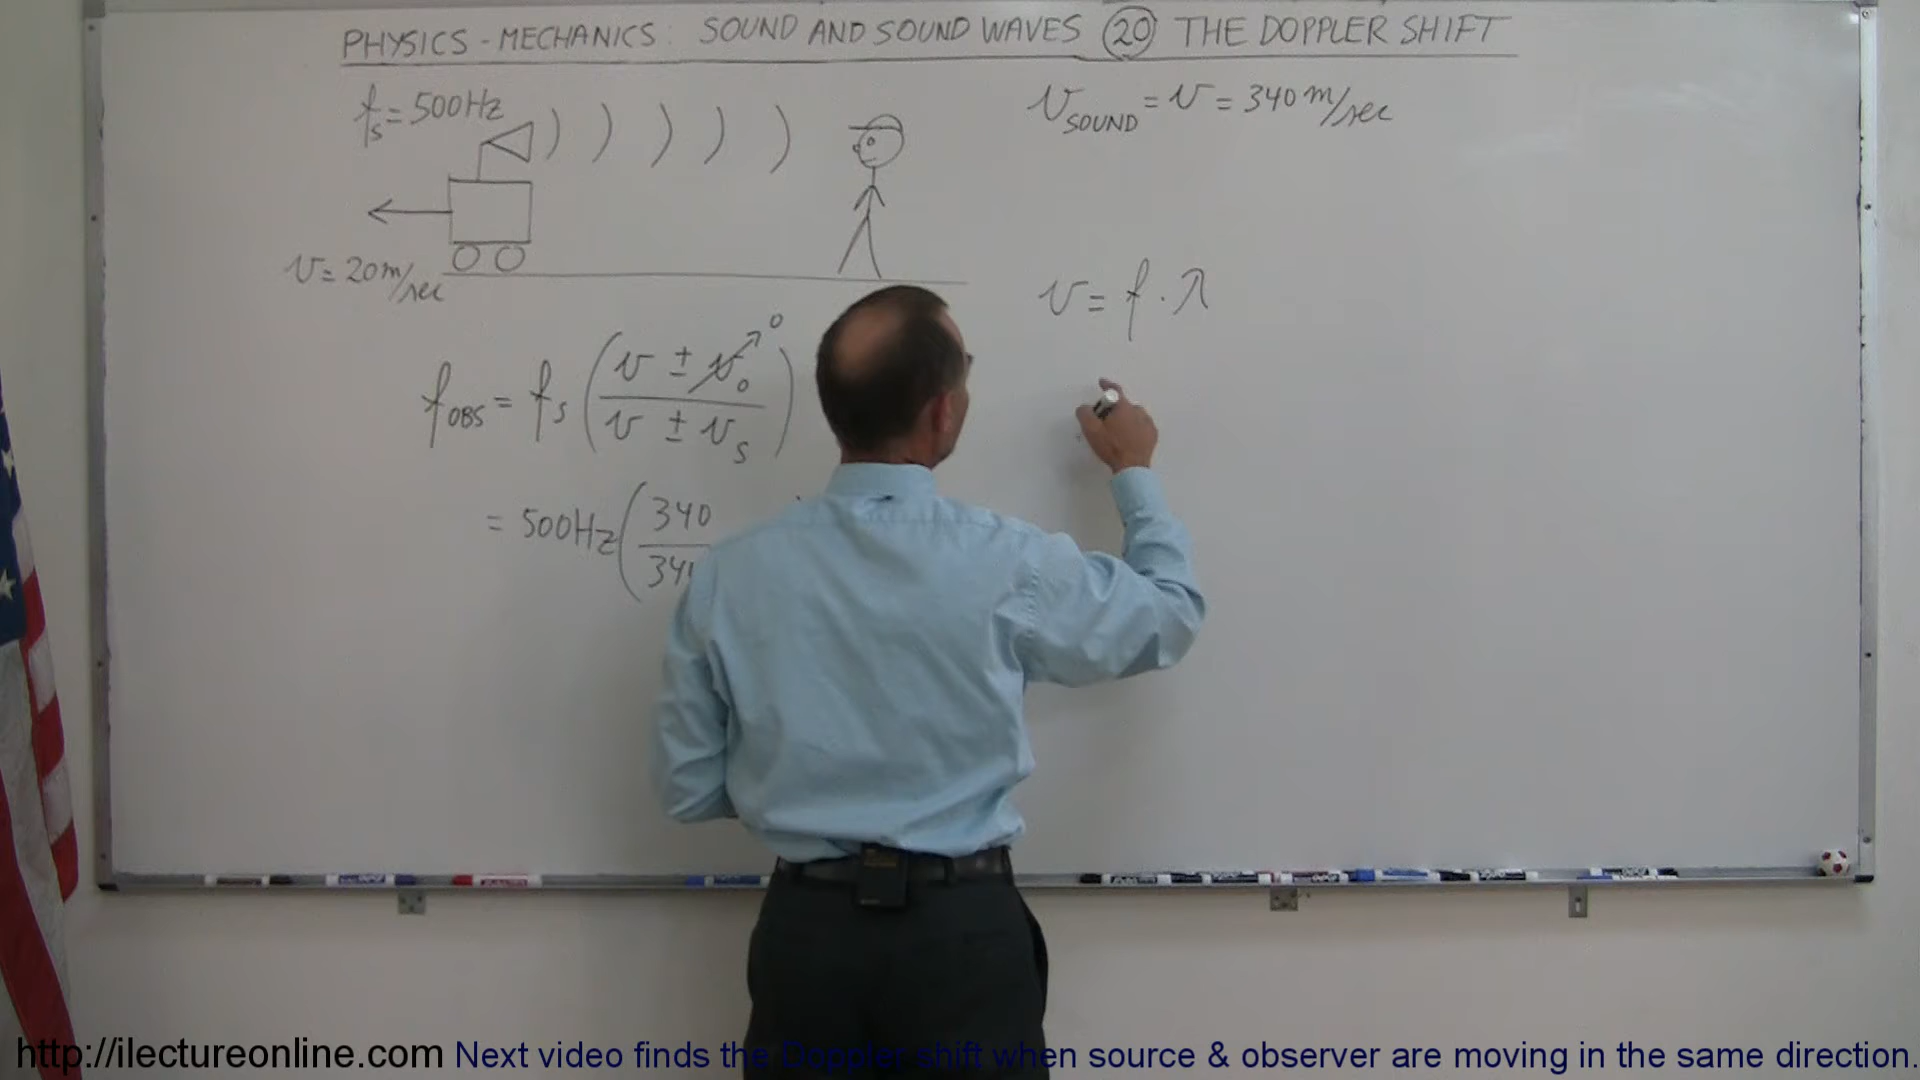 PHYSICS - MECHANICS: SOUND AND SOUND WAVES 20 THE DOPPLER SHIFT
fs = 500Hz
v SOUND = v = 340 m/sec
v = 20 m/sec
v = f · λ
f OBS = fs ( v ± vo → 0 / v ± vs )
= 500Hz ( 340 / 34
http://ilectureonline.com Next video finds the Doppler shift when source & observer are moving in the same direction.